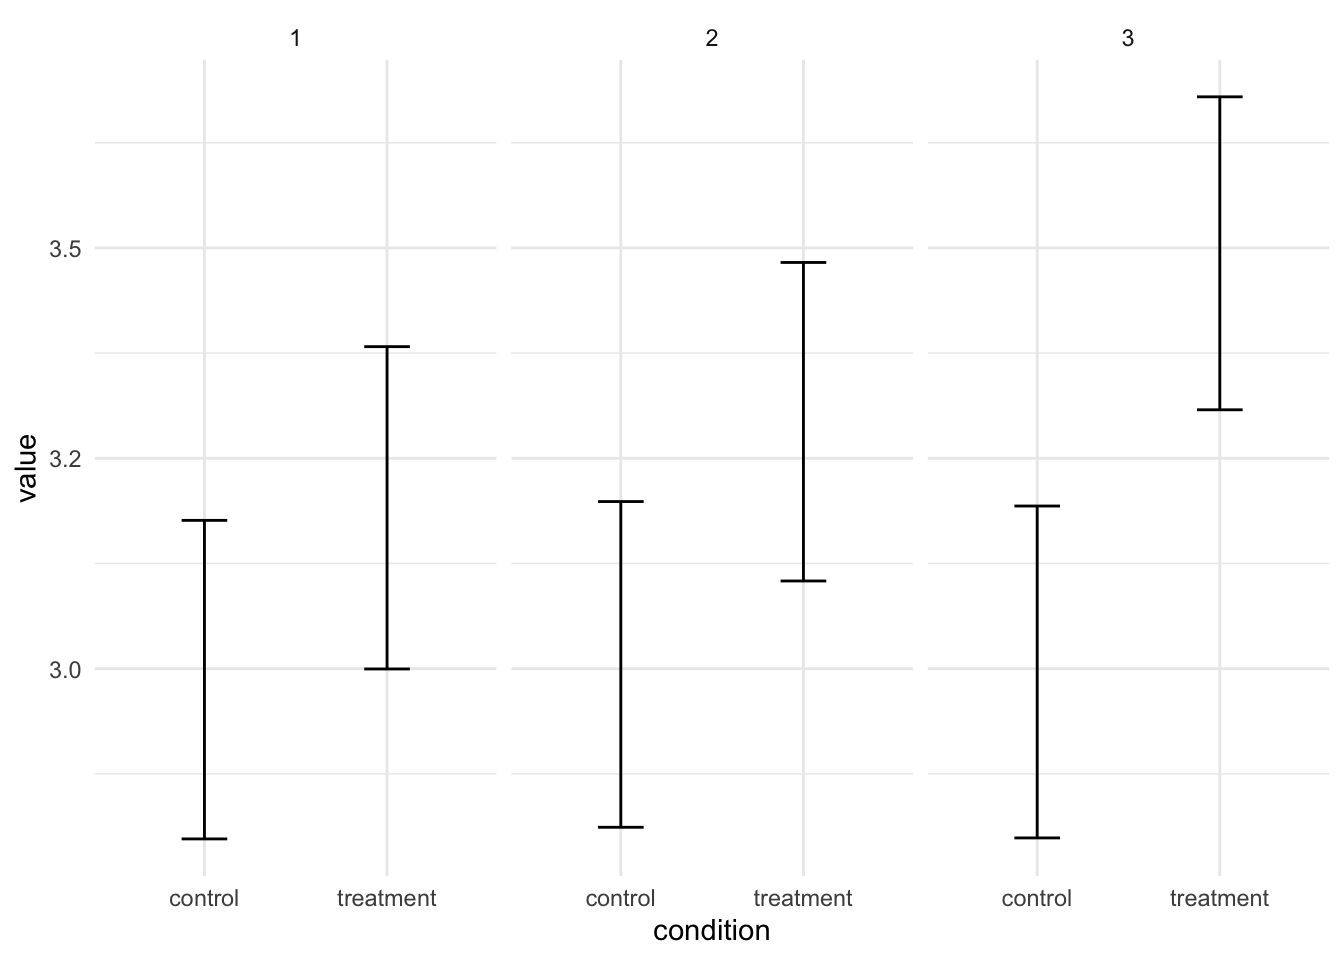 1 2 3
value
3.5
3.2
3.0
control treatment control treatment control treatment
condition